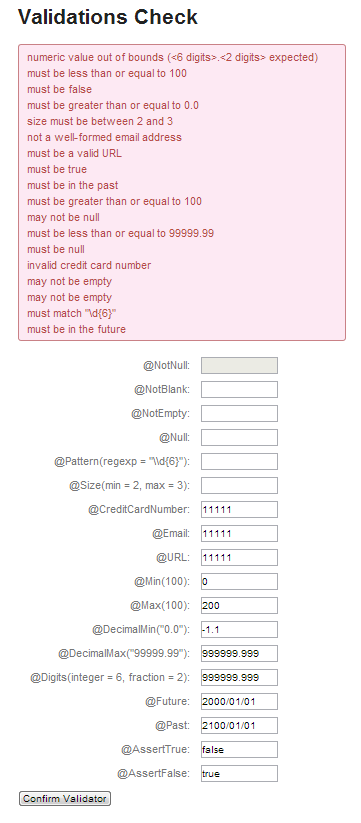 Validations Check
numeric value out of bounds (<6 digits>.<2 digits> expected)
must be less than or equal to 100
must be false
must be greater than or equal to 0.0
size must be between 2 and 3
not a well-formed email address
must be a valid URL
must be true
must be in the past
must be greater than or equal to 100
may not be null
must be less than or equal to 99999.99
must be null
invalid credit card number
may not be empty
may not be empty
must match "\d{6}"
must be in the future
@NotNull:
@NotBlank:
@NotEmpty:
@Null:
@Pattern(regexp = "\\d{6}"):
@Size(min = 2, max = 3):
@CreditCardNumber: 11111
@Email: 11111
@URL: 11111
@Min(100): 0
@Max(100): 200
@DecimalMin("0.0"): -1.1
@DecimalMax("99999.99"): 999999.999
@Digits(integer = 6, fraction = 2): 999999.999
@Future: 2000/01/01
@Past: 2100/01/01
@AssertTrue: false
@AssertFalse: true
Confirm Validator